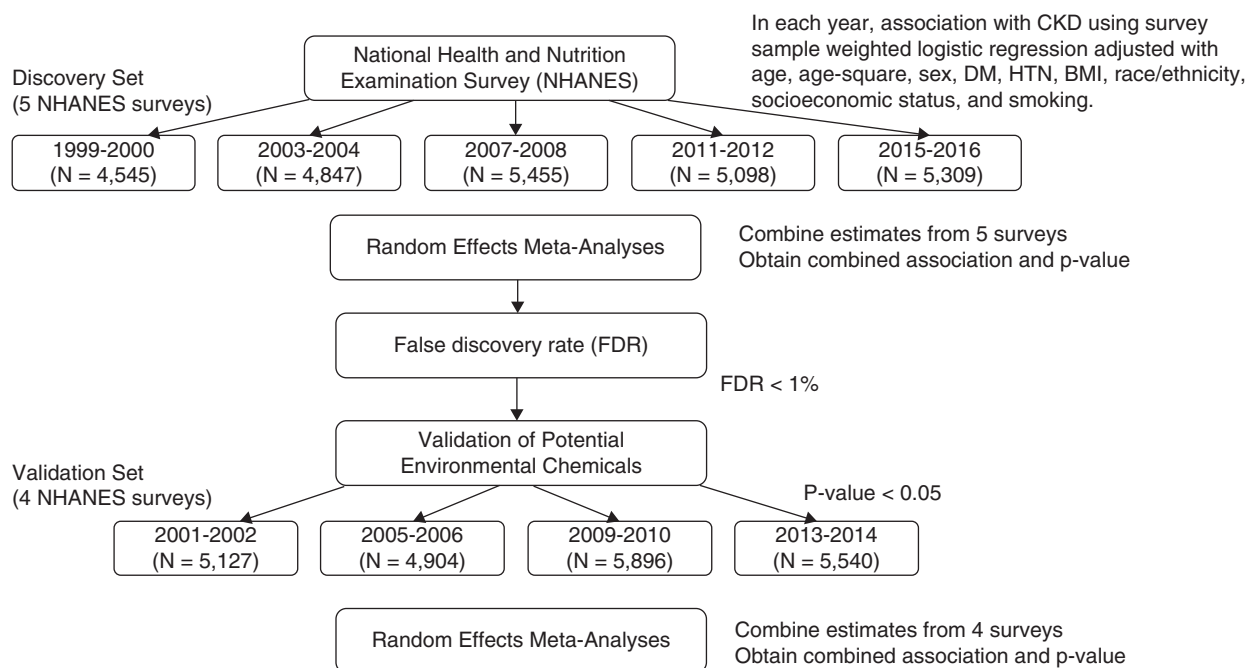 In each year, association with CKD using survey
sample weighted logistic regression adjusted with
age, age-square, sex, DM, HTN, BMI, race/ethnicity,
socioeconomic status, and smoking.
National Health and Nutrition
Examination Survey (NHANES)
Discovery Set
(5 NHANES surveys)
1999-2000
(N = 4,545)
2003-2004
(N = 4,847)
2007-2008
(N = 5,455)
2011-2012
(N = 5,098)
2015-2016
(N = 5,309)
Random Effects Meta-Analyses
Combine estimates from 5 surveys
Obtain combined association and p-value
False discovery rate (FDR)
FDR < 1%
Validation of Potential
Environmental Chemicals
Validation Set
(4 NHANES surveys)
P-value < 0.05
2001-2002
(N = 5,127)
2005-2006
(N = 4,904)
2009-2010
(N = 5,896)
2013-2014
(N = 5,540)
Random Effects Meta-Analyses
Combine estimates from 4 surveys
Obtain combined association and p-value